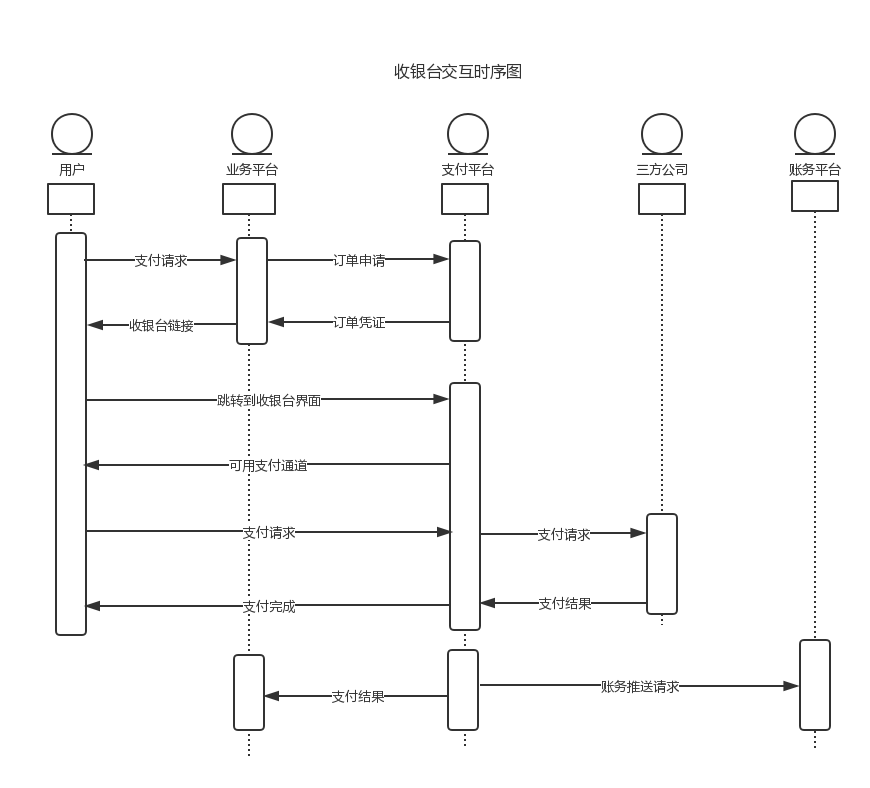 收银台交互时序图
用户
业务平台
支付平台
三方公司
账务平台
支付请求
订单申请
收银台链接
订单凭证
跳转到收银台界面
可用支付通道
支付请求
支付请求
支付完成
支付结果
支付结果
账务推送请求